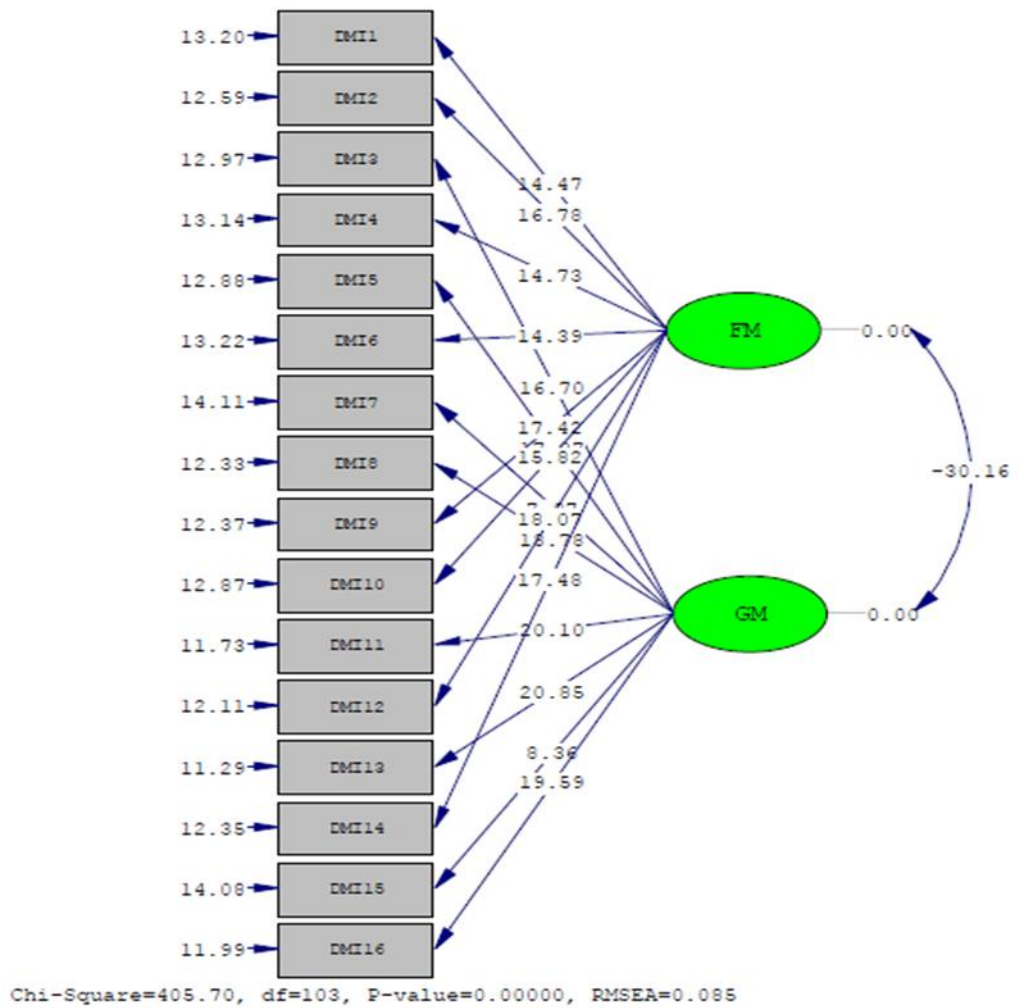 13.20 DMI1
12.59 DMI2
12.97 DMI3
14.47
16.78
13.14 DMI4
14.73
12.88 DMI5
FM 0.00
13.22 DMI6
14.39
14.11 DMI7
16.70
17.42
15.82
12.33 DMI8
-30.16
12.37 DMI9
18.07
18.78
12.87 DMI10
17.48
GM 0.00
11.73 DMI11
20.10
12.11 DMI12
20.85
11.29 DMI13
8.36
19.59
12.35 DMI14
14.08 DMI15
11.99 DMI16
Chi-Square=405.70, df=103, P-value=0.00000, RMSEA=0.085